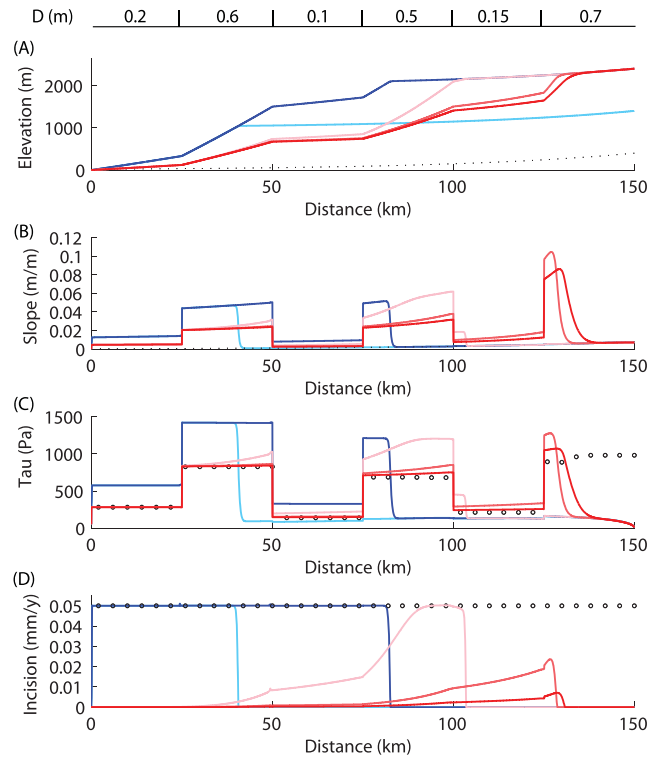 D (m) 0.2 0.6 0.1 0.5 0.15 0.7
(A)
Elevation (m)
2000
1000
0
0 50 100 150
Distance (km)
(B)
Slope (m/m)
0.12
0.1
0.08
0.06
0.04
0.02
0
0 50 100 150
Distance (km)
(C)
Tau (Pa)
1500
1000
500
0
0 50 100 150
Distance (km)
(D)
Incision (mm/y)
0.05
0.04
0.03
0.02
0.01
0
0 50 100 150
Distance (km)